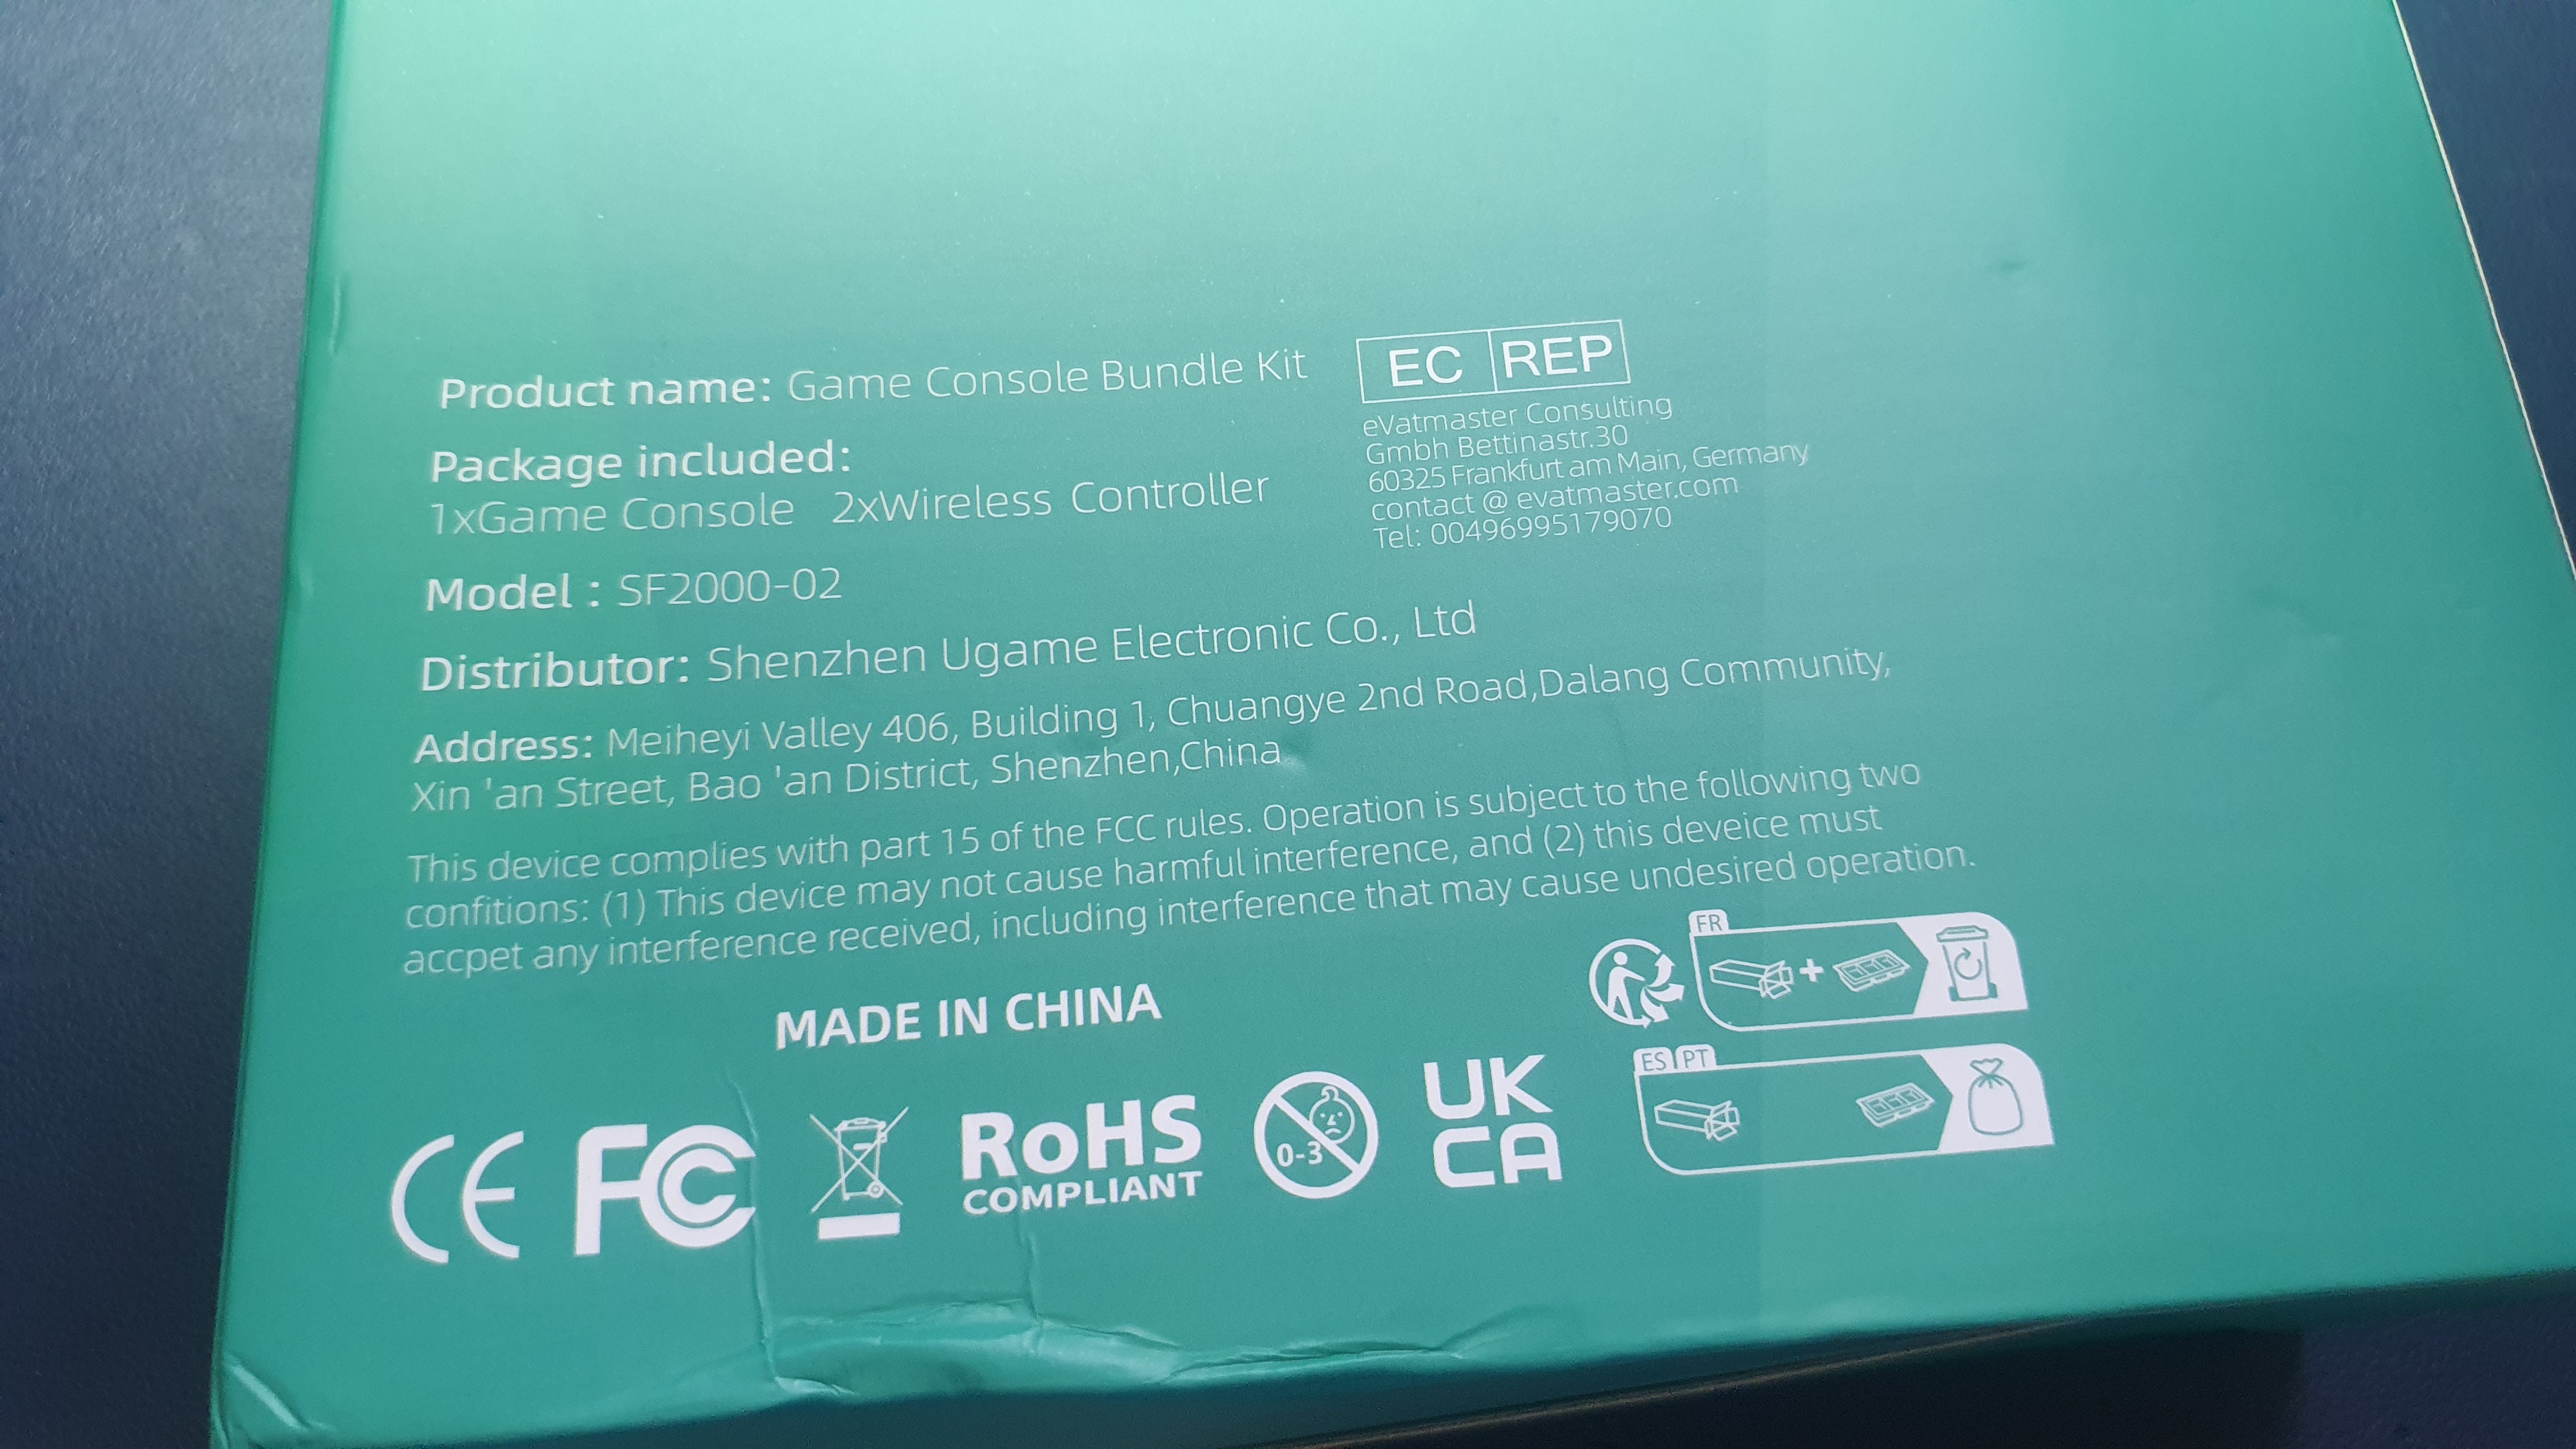 Product name: Game Console Bundle Kit
Package included:
1xGame Console 2xWireless Controller
Model : SF2000-02
EC REP
eVatmaster Consulting
Gmbh Bettinastr.30
60325 Frankfurt am Main, Germany
contact @ evatmaster.com
Tel: 00496995179070
Distributor: Shenzhen Ugame Electronic Co., Ltd
Address: Meiheyi Valley 406, Building 1, Chuangye 2nd Road,Dalang Community,
Xin 'an Street, Bao 'an District, Shenzhen,China
This device complies with part 15 of the FCC rules. Operation is subject to the following two
confitions: (1) This device may not cause harmful interference, and (2) this deveice must
accpet any interference received, including interference that may cause undesired operation.
MADE IN CHINA
FR
ES PT
CE FC
RoHS
COMPLIANT
0-3
UK
CA